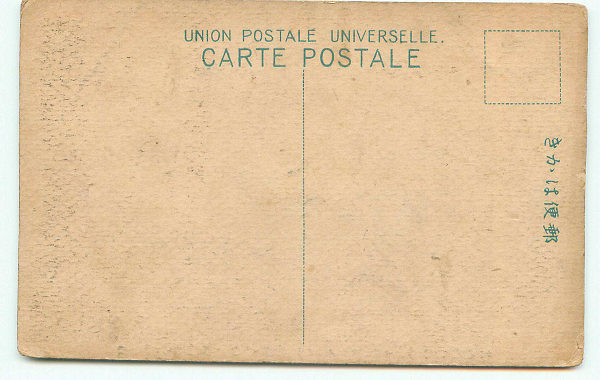 UNION POSTALE UNIVERSELLE.
CARTE POSTALE
郵便はかき